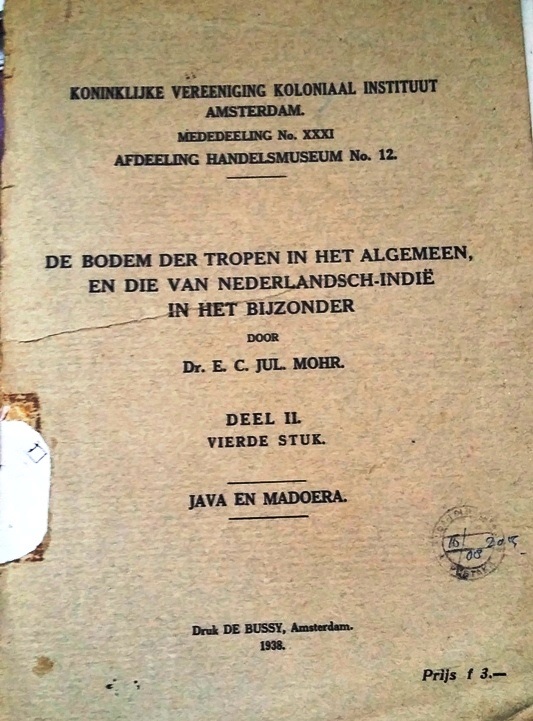 KONINKLIJKE VEREENIGING KOLONIAAL INSTITUUT
AMSTERDAM.
MEDEDEELING No. XXXI
AFDEELING HANDELSMUSEUM No. 12.
DE BODEM DER TROPEN IN HET ALGEMEEN,
EN DIE VAN NEDERLANDSCH-INDIË
IN HET BIJZONDER
DOOR
Dr. E. C. JUL. MOHR.
DEEL II.
VIERDE STUK.
JAVA EN MADOERA.
Druk DE BUSSY, Amsterdam.
1938.
Prijs f 3.—